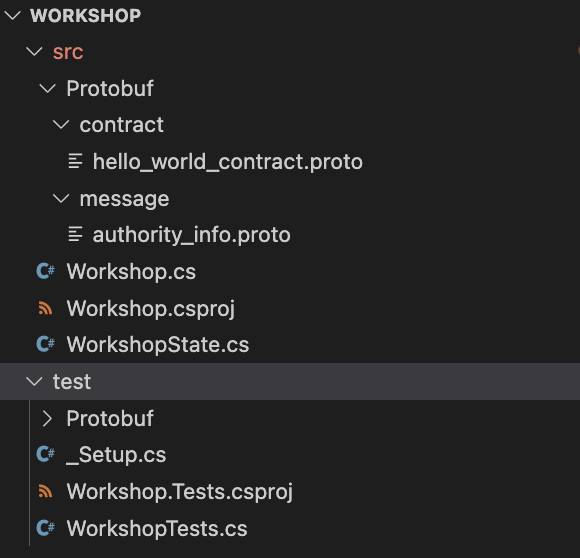 WORKSHOP
src
Protobuf
contract
hello_world_contract.proto
message
authority_info.proto
C# Workshop.cs
Workshop.csproj
C# WorkshopState.cs
test
Protobuf
C# _Setup.cs
Workshop.Tests.csproj
C# WorkshopTests.cs